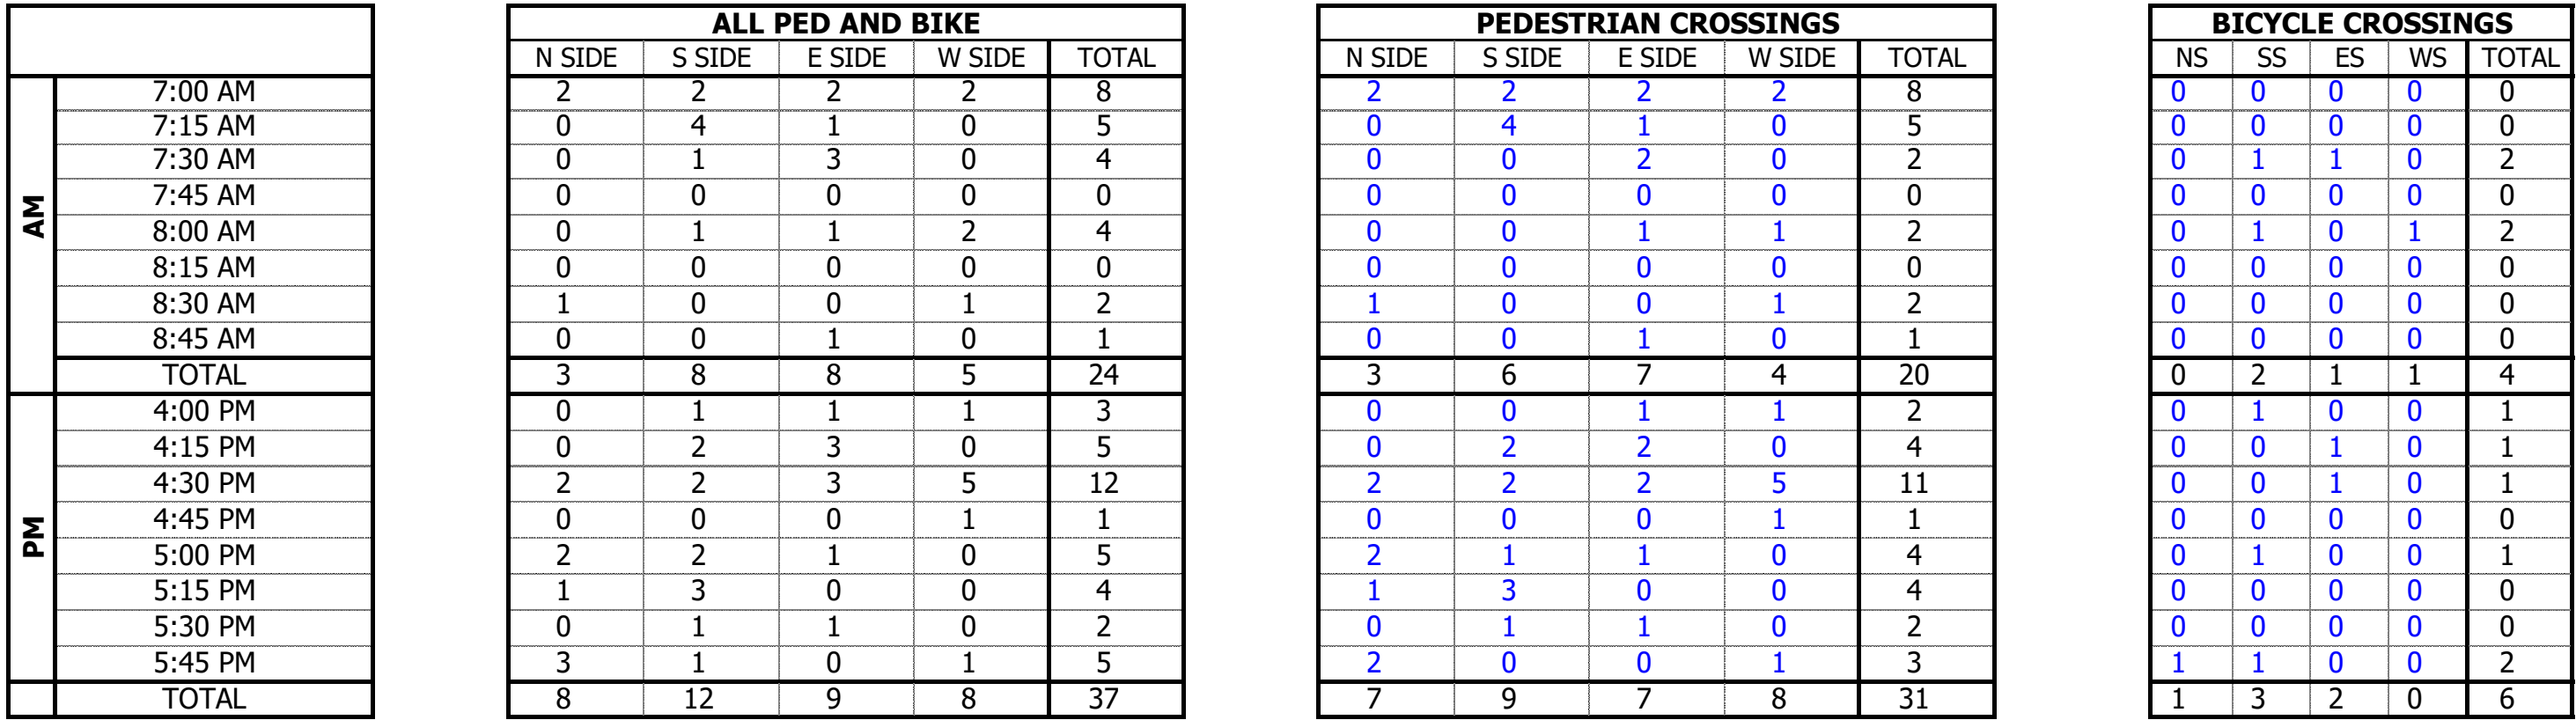 ALL PED AND BIKE PEDESTRIAN CROSSINGS BICYCLE CROSSINGS
N SIDE S SIDE E SIDE W SIDE TOTAL N SIDE S SIDE E SIDE W SIDE TOTAL NS SS ES WS TOTAL
AM
7:00 AM 2 2 2 2 8 2 2 2 2 8 0 0 0 0 0
7:15 AM 0 4 1 0 5 0 4 1 0 5 0 0 0 0 0
7:30 AM 0 1 3 0 4 0 0 2 0 2 0 1 1 0 2
7:45 AM 0 0 0 0 0 0 0 0 0 0 0 0 0 0 0
8:00 AM 0 1 1 2 4 0 0 1 1 2 0 1 0 1 2
8:15 AM 0 0 0 0 0 0 0 0 0 0 0 0 0 0 0
8:30 AM 1 0 0 1 2 1 0 0 1 2 0 0 0 0 0
8:45 AM 0 0 1 0 1 0 0 1 0 1 0 0 0 0 0
TOTAL 3 8 8 5 24 3 6 7 4 20 0 2 1 1 4
PM
4:00 PM 0 1 1 1 3 0 0 1 1 2 0 1 0 0 1
4:15 PM 0 2 3 0 5 0 2 2 0 4 0 0 1 0 1
4:30 PM 2 2 3 5 12 2 2 2 5 11 0 0 1 0 1
4:45 PM 0 0 0 1 1 0 0 0 1 1 0 0 0 0 0
5:00 PM 2 2 1 0 5 2 1 1 0 4 0 1 0 0 1
5:15 PM 1 3 0 0 4 1 3 0 0 4 0 0 0 0 0
5:30 PM 0 1 1 0 2 0 1 1 0 2 0 0 0 0 0
5:45 PM 3 1 0 1 5 2 0 0 1 3 1 1 0 0 2
TOTAL 8 12 9 8 37 7 9 7 8 31 1 3 2 0 6